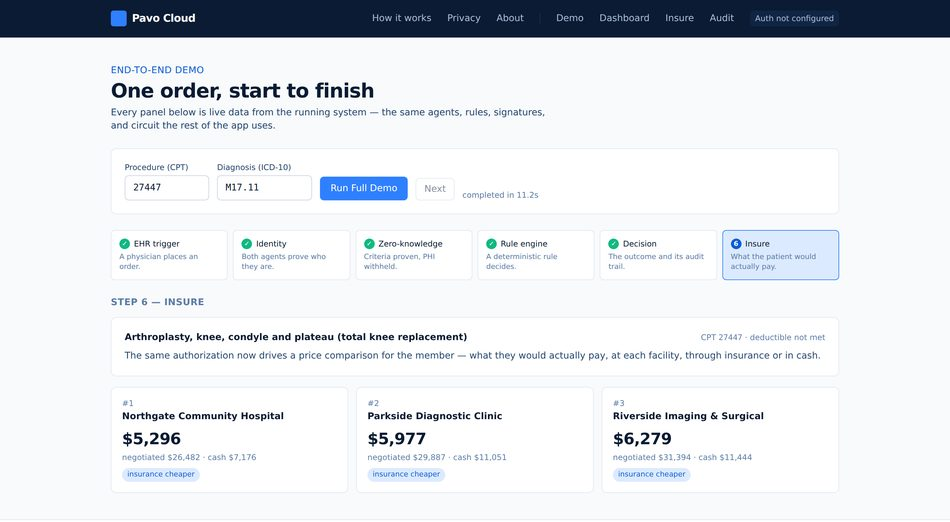 Pavo Cloud
How it works Privacy About Demo Dashboard Insure Audit Auth not configured
END-TO-END DEMO
One order, start to finish
Every panel below is live data from the running system — the same agents, rules, signatures,
and circuit the rest of the app uses.
Procedure (CPT) Diagnosis (ICD-10)
27447 M17.11 Run Full Demo Next completed in 11.2s
✓ EHR trigger
A physician places an
order.
✓ Identity
Both agents prove who
they are.
✓ Zero-knowledge
Criteria proven, PHI
withheld.
✓ Rule engine
A deterministic rule
decides.
✓ Decision
The outcome and its audit
trail.
6 Insure
What the patient would
actually pay.
STEP 6 — INSURE
Arthroplasty, knee, condyle and plateau (total knee replacement) CPT 27447 · deductible not met
The same authorization now drives a price comparison for the member — what they would actually pay, at each facility, through insurance or in cash.
#1
Northgate Community Hospital
$5,296
negotiated $26,482 · cash $7,176
insurance cheaper
#2
Parkside Diagnostic Clinic
$5,977
negotiated $29,887 · cash $11,051
insurance cheaper
#3
Riverside Imaging & Surgical
$6,279
negotiated $31,394 · cash $11,444
insurance cheaper